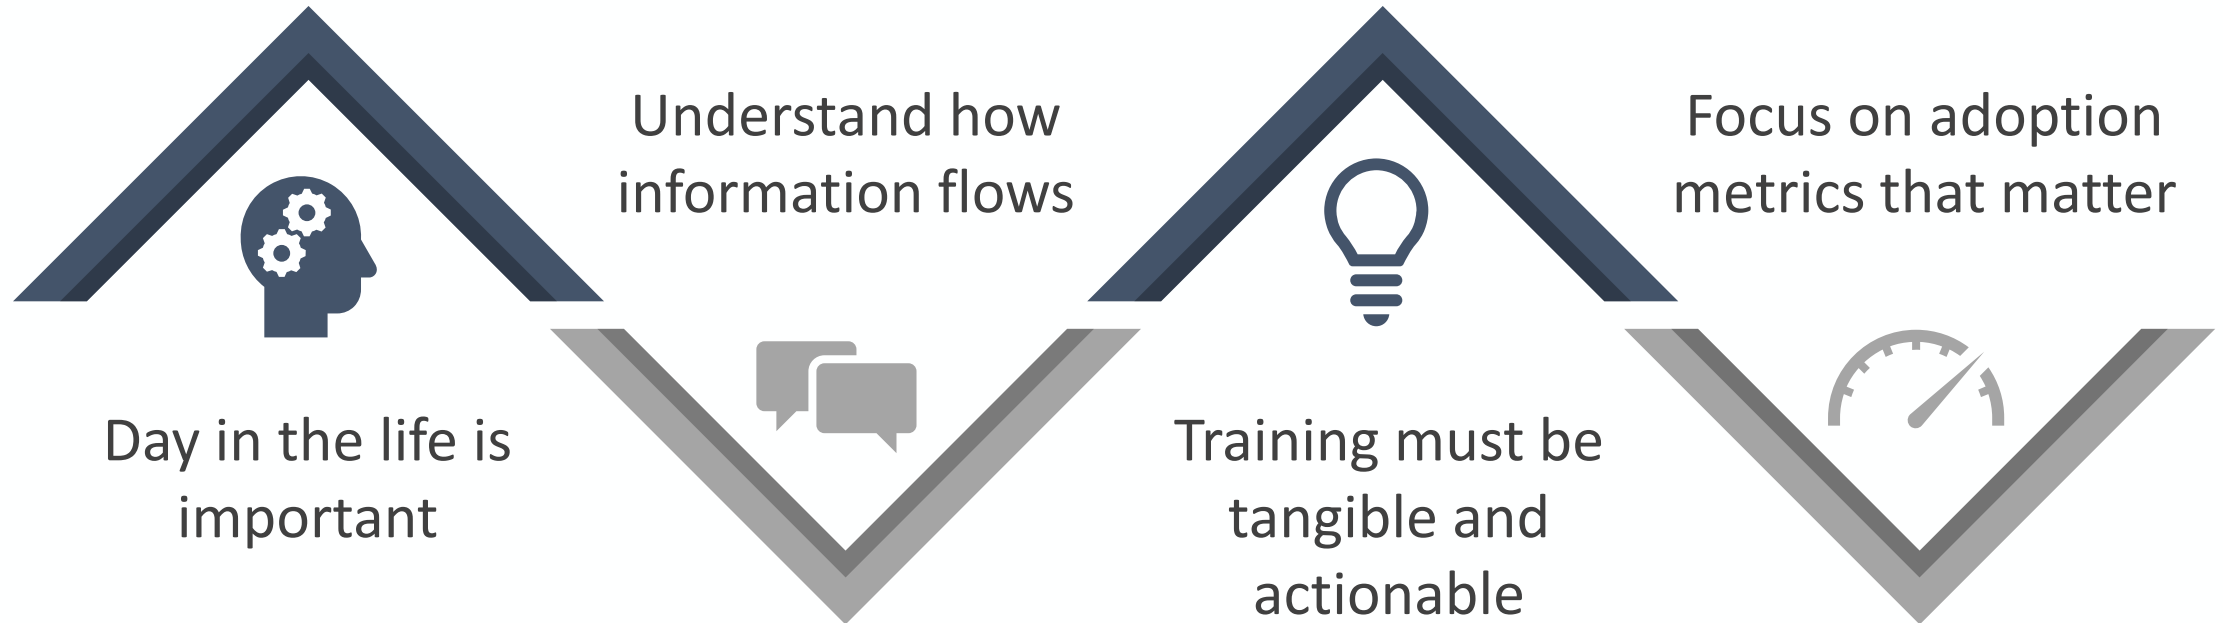 Day in the life is
important
Understand how
information flows
Training must be
tangible and
actionable
Focus on adoption
metrics that matter